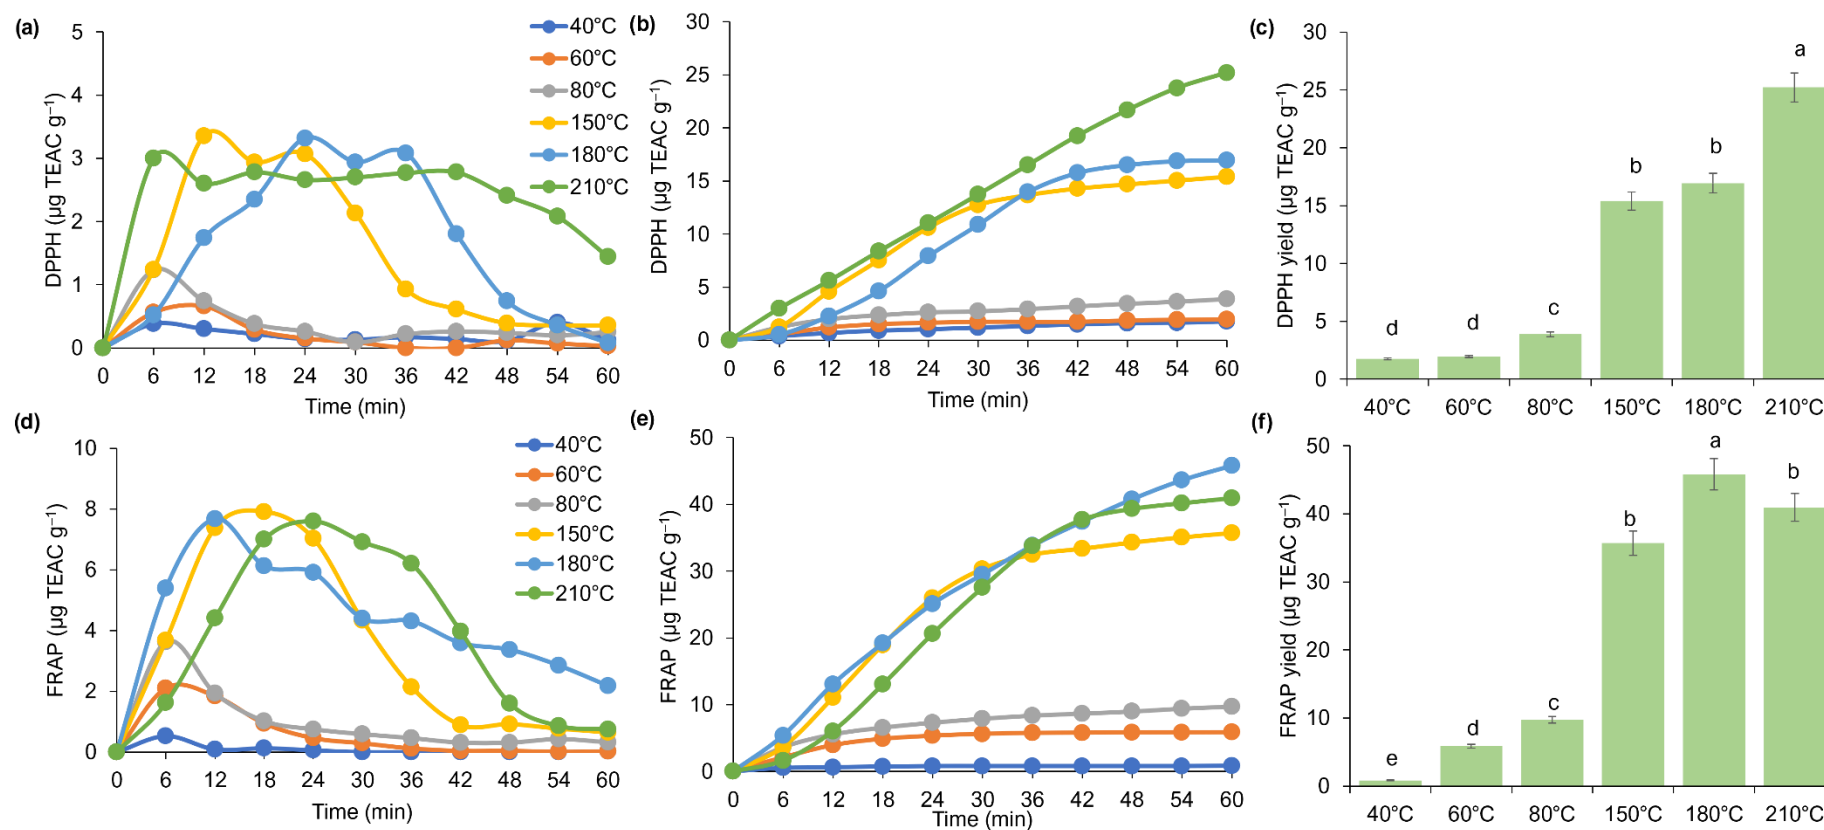 (a)
5
4
3
2
1
0
DPPH (µg TEAC g⁻¹)
0 6 12 18 24 30 36 42 48 54 60
Time (min)
40°C
60°C
80°C
150°C
180°C
210°C
(b)
30
25
20
15
10
5
0
DPPH (µg TEAC g⁻¹)
0 6 12 18 24 30 36 42 48 54 60
Time (min)
(c)
30
25
20
15
10
5
0
DPPH yield (µg TEAC g⁻¹)
d d c b b a
40°C 60°C 80°C 150°C 180°C 210°C
(d)
10
8
6
4
2
0
FRAP (µg TEAC g⁻¹)
0 6 12 18 24 30 36 42 48 54 60
Time (min)
40°C
60°C
80°C
150°C
180°C
210°C
(e)
50
40
30
20
10
0
FRAP (µg TEAC g⁻¹)
0 6 12 18 24 30 36 42 48 54 60
Time (min)
(f)
50
40
30
20
10
0
FRAP yield (µg TEAC g⁻¹)
e d c b a b
40°C 60°C 80°C 150°C 180°C 210°C